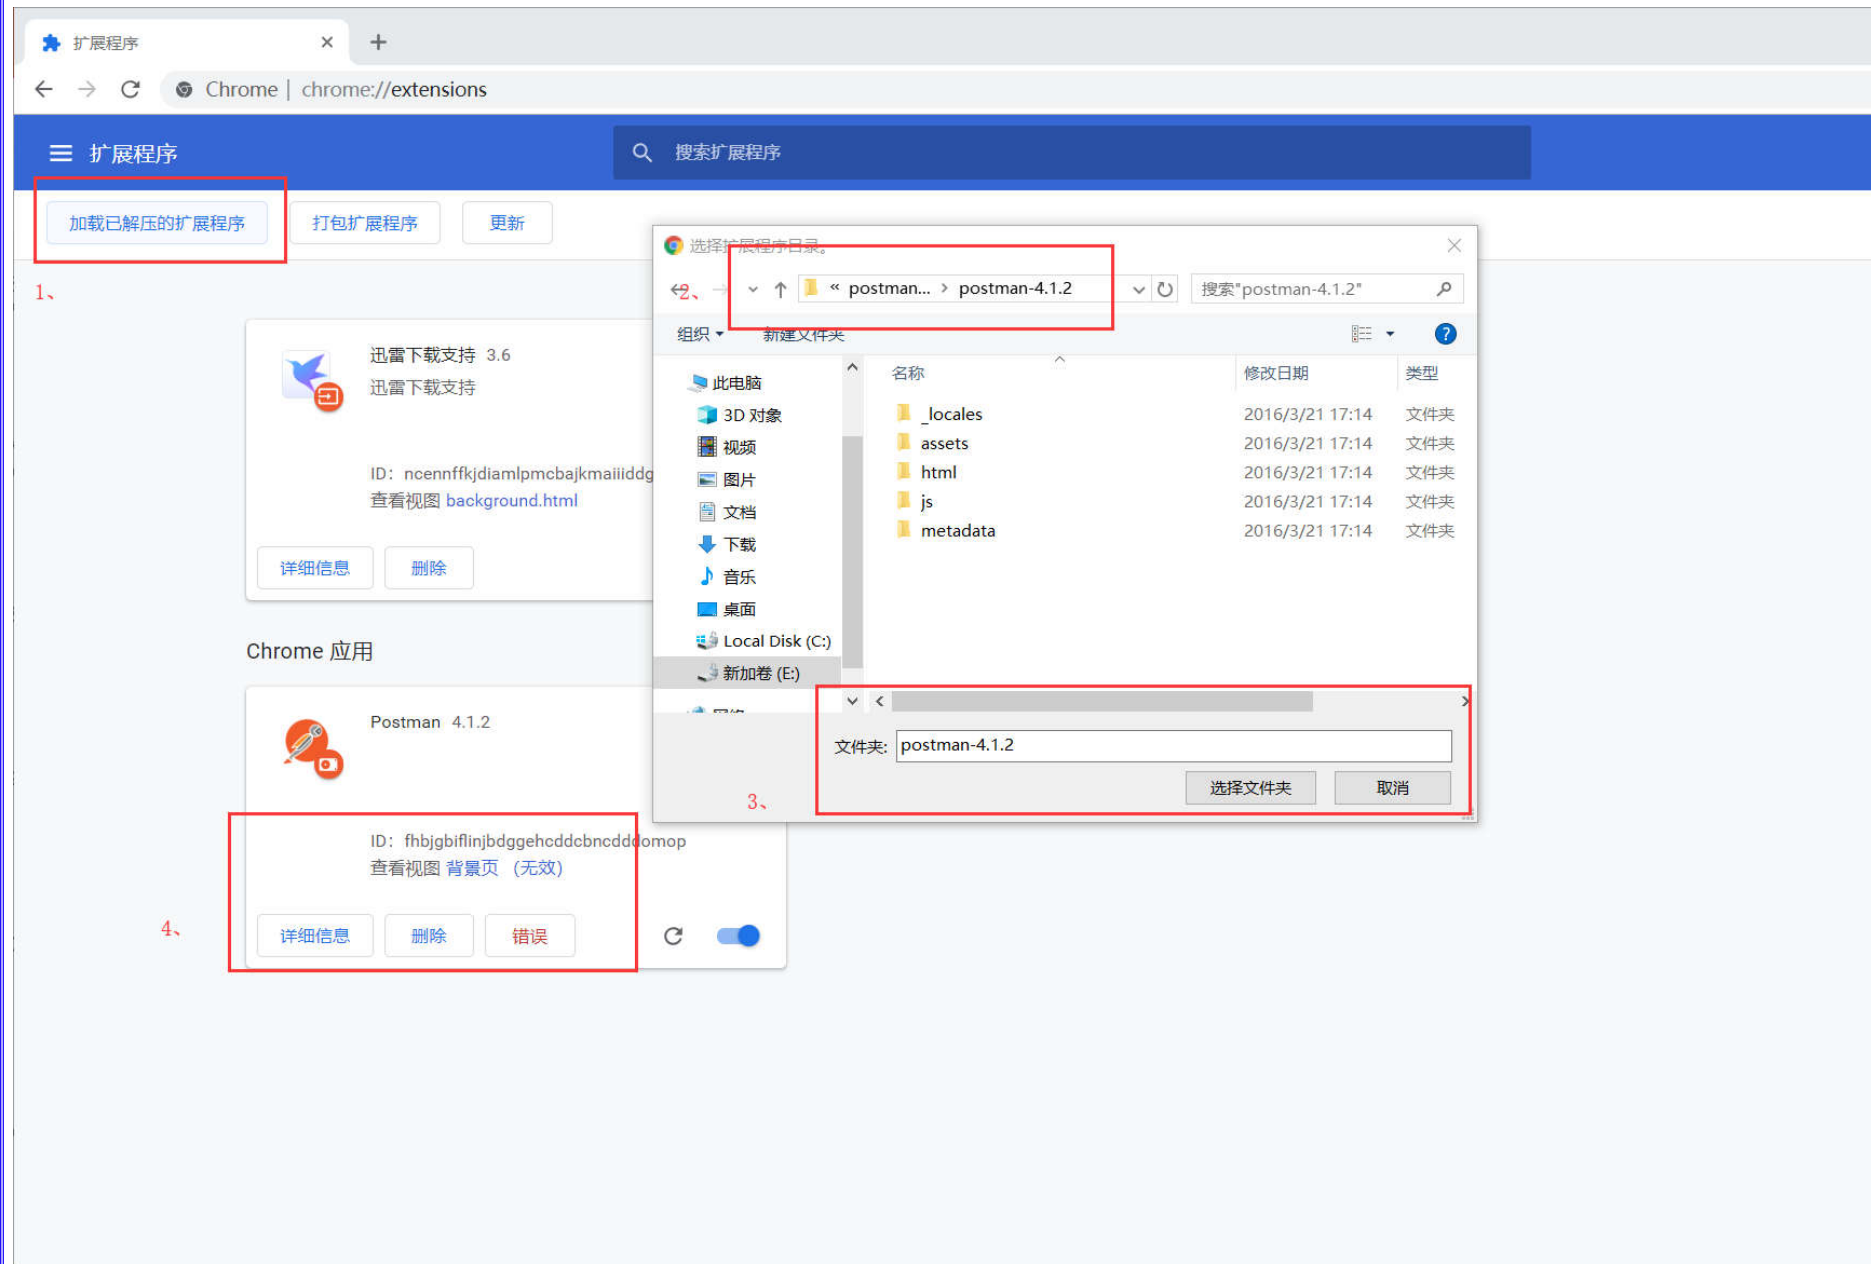 扩展程序
Chrome | chrome://extensions
扩展程序
搜索扩展程序
加载已解压的扩展程序
打包扩展程序
更新
1、
选择扩展程序目录。
2、
« postman... › postman-4.1.2
搜索"postman-4.1.2"
组织
新建文件夹
名称
修改日期
类型
此电脑
3D 对象
视频
图片
文档
下载
音乐
桌面
Local Disk (C:)
新加卷 (E:)
_locales 2016/3/21 17:14 文件夹
assets 2016/3/21 17:14 文件夹
html 2016/3/21 17:14 文件夹
js 2016/3/21 17:14 文件夹
metadata 2016/3/21 17:14 文件夹
文件夹: postman-4.1.2
选择文件夹
取消
3、
迅雷下载支持 3.6
迅雷下载支持
ID：ncennffkjdiamlpmcbajkmaiiiddg
查看视图 background.html
详细信息
删除
Chrome 应用
Postman 4.1.2
ID：fhbjgbiflinjbdggehcddcbncdddomop
查看视图 背景页 （无效）
4、
详细信息
删除
错误